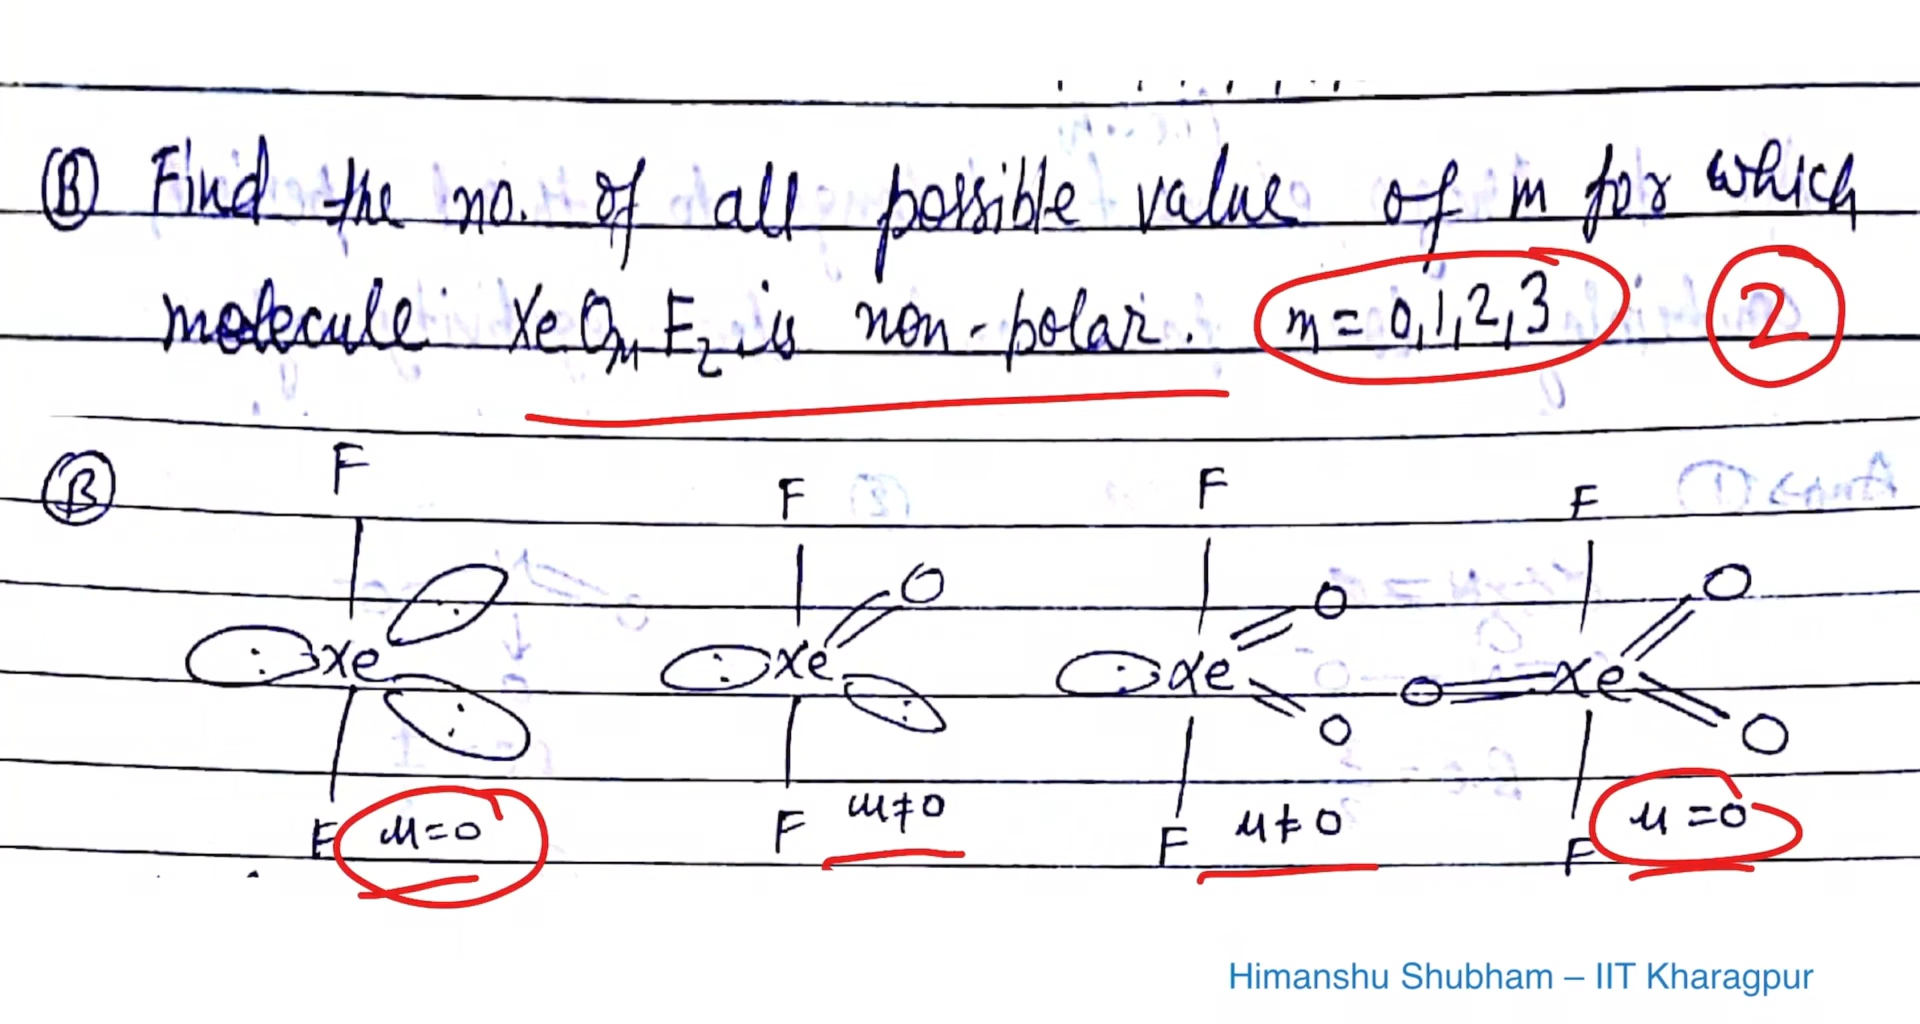 Ⓑ Find the no. of all possible value of m for which
molecule XeOₘF₂ is non-polar. m = 0,1,2,3 ②
Ⓑ
F F F F
O O O
Xe Xe Xe O Xe
O O
F μ=0 F μ≠0 F μ≠0 F μ=0
Himanshu Shubham – IIT Kharagpur